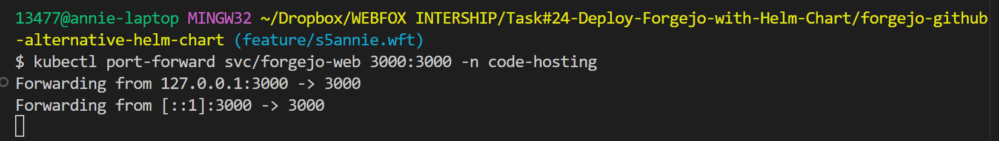 13477@annie-laptop MINGW32 ~/Dropbox/WEBFOX INTERSHIP/Task#24-Deploy-Forgejo-with-Helm-Chart/forgejo-github
-alternative-helm-chart (feature/s5annie.wft)
$ kubectl port-forward svc/forgejo-web 3000:3000 -n code-hosting
Forwarding from 127.0.0.1:3000 -> 3000
Forwarding from [::1]:3000 -> 3000